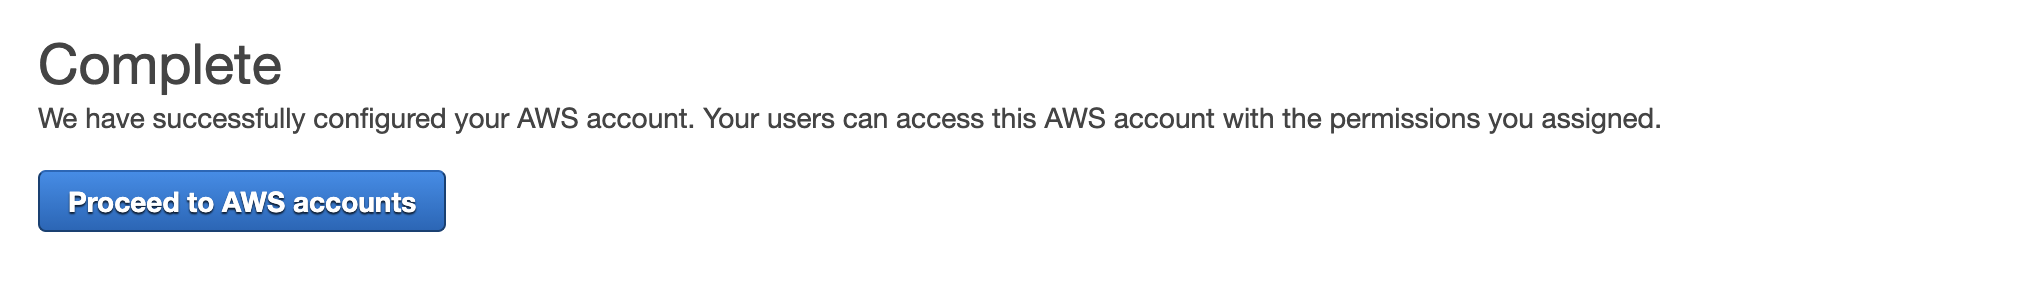 Complete
We have successfully configured your AWS account. Your users can access this AWS account with the permissions you assigned.
Proceed to AWS accounts